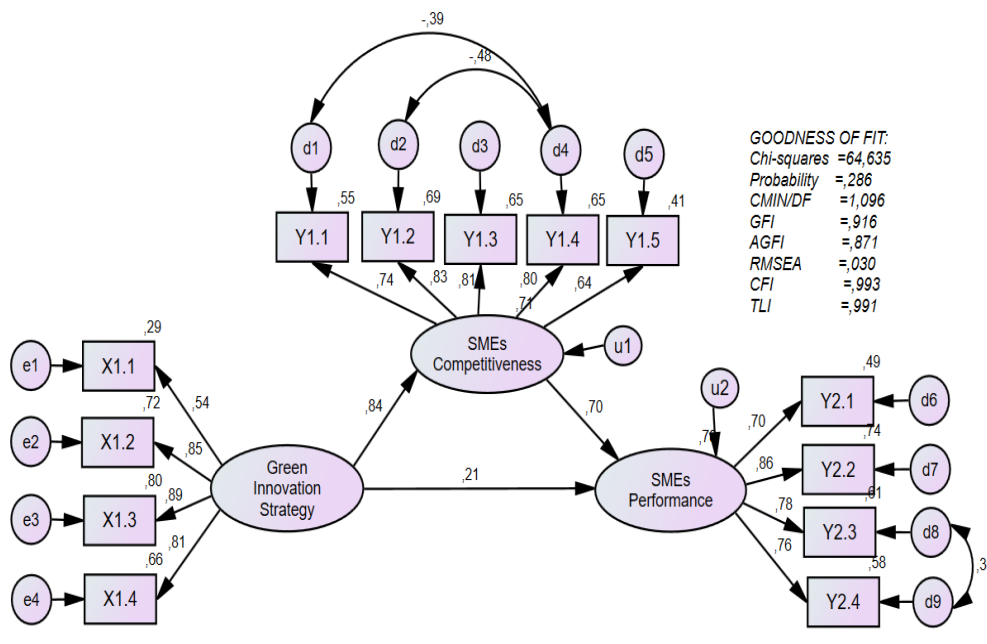 -,39
-,48
d1
d2
d3
d4
d5
GOODNESS OF FIT:
Chi-squares =64,635
Probability =,286
CMIN/DF =1,096
GFI =,916
AGFI =,871
RMSEA =,030
CFI =,993
TLI =,991
,55
,69
,65
,65
,41
Y1.1
Y1.2
Y1.3
Y1.4
Y1.5
,74
,83
,81
,80
,64
,71
SMEs
Competitiveness
u1
,29
e1
X1.1
,54
,84
,70
u2
,49
Y2.1
d6
,70
,72
e2
X1.2
,85
,74
Y2.2
d7
,86
Green
Innovation
Strategy
,21
SMEs
Performance
,80
e3
X1.3
,89
,78
Y2.3
d8
,66
e4
X1.4
,81
,76
,58
Y2.4
d9
,3